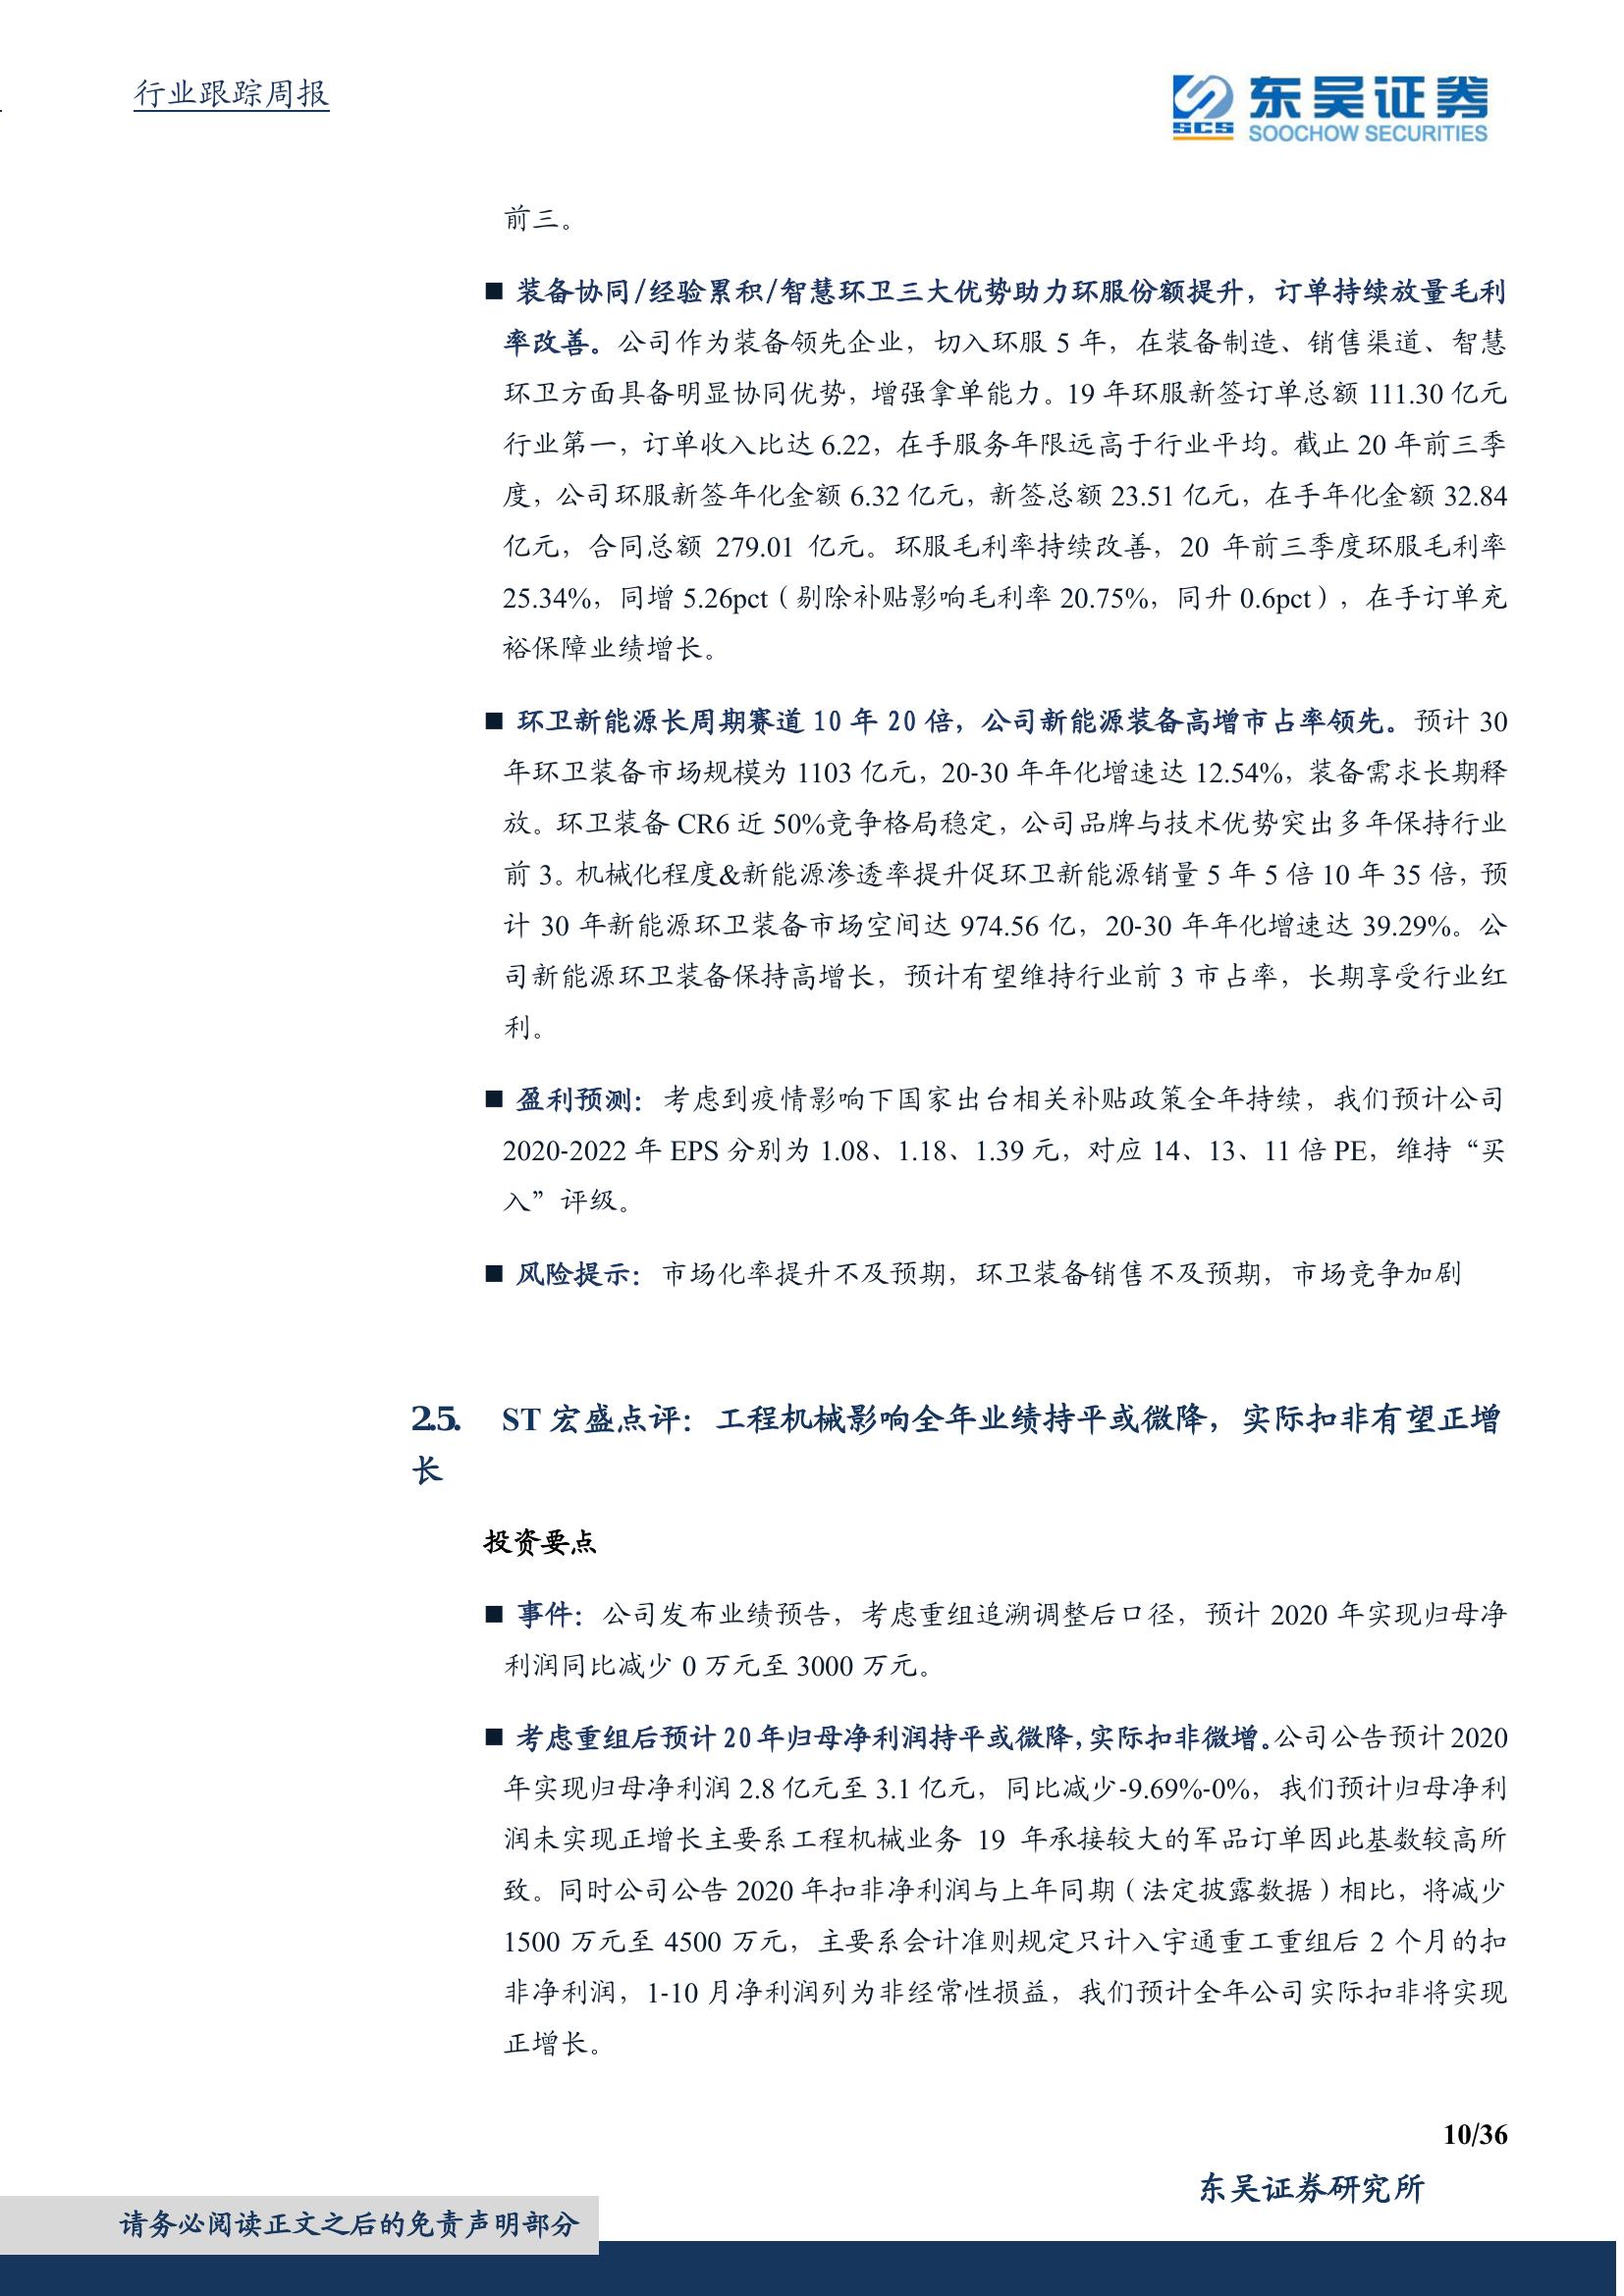 行业跟踪周报
SCS
东吴证券
SOOCHOW SECURITIES
前三。
■ 装备协同/经验累积/智慧环卫三大优势助力环服份额提升，订单持续放量毛利
率改善。公司作为装备领先企业，切入环服 5 年，在装备制造、销售渠道、智慧
环卫方面具备明显协同优势，增强拿单能力。19 年环服新签订单总额 111.30 亿元
行业第一，订单收入比达 6.22，在手服务年限远高于行业平均。截止 20 年前三季
度，公司环服新签年化金额 6.32 亿元，新签总额 23.51 亿元，在手年化金额 32.84
亿元，合同总额 279.01 亿元。环服毛利率持续改善，20 年前三季度环服毛利率
25.34%，同增 5.26pct（剔除补贴影响毛利率 20.75%，同升 0.6pct），在手订单充
裕保障业绩增长。
■ 环卫新能源长周期赛道 10 年 20 倍，公司新能源装备高增市占率领先。预计 30
年环卫装备市场规模为 1103 亿元，20-30 年年化增速达 12.54%，装备需求长期释
放。环卫装备 CR6 近 50%竞争格局稳定，公司品牌与技术优势突出多年保持行业
前 3。机械化程度&新能源渗透率提升促环卫新能源销量 5 年 5 倍 10 年 35 倍，预
计 30 年新能源环卫装备市场空间达 974.56 亿，20-30 年年化增速达 39.29%。公
司新能源环卫装备保持高增长，预计有望维持行业前 3 市占率，长期享受行业红
利。
■ 盈利预测：考虑到疫情影响下国家出台相关补贴政策全年持续，我们预计公司
2020-2022 年 EPS 分别为 1.08、1.18、1.39 元，对应 14、13、11 倍 PE，维持“买
入”评级。
■ 风险提示：市场化率提升不及预期，环卫装备销售不及预期，市场竞争加剧
2.5. ST 宏盛点评：工程机械影响全年业绩持平或微降，实际扣非有望正增
长
投资要点
■ 事件：公司发布业绩预告，考虑重组追溯调整后口径，预计 2020 年实现归母净
利润同比减少 0 万元至 3000 万元。
■ 考虑重组后预计 20 年归母净利润持平或微降，实际扣非微增。公司公告预计 2020
年实现归母净利润 2.8 亿元至 3.1 亿元，同比减少-9.69%-0%，我们预计归母净利
润未实现正增长主要系工程机械业务 19 年承接较大的军品订单因此基数较高所
致。同时公司公告 2020 年扣非净利润与上年同期（法定披露数据）相比，将减少
1500 万元至 4500 万元，主要系会计准则规定只计入宇通重工重组后 2 个月的扣
非净利润，1-10 月净利润列为非经常性损益，我们预计全年公司实际扣非将实现
正增长。
10/36
东吴证券研究所
请务必阅读正文之后的免责声明部分